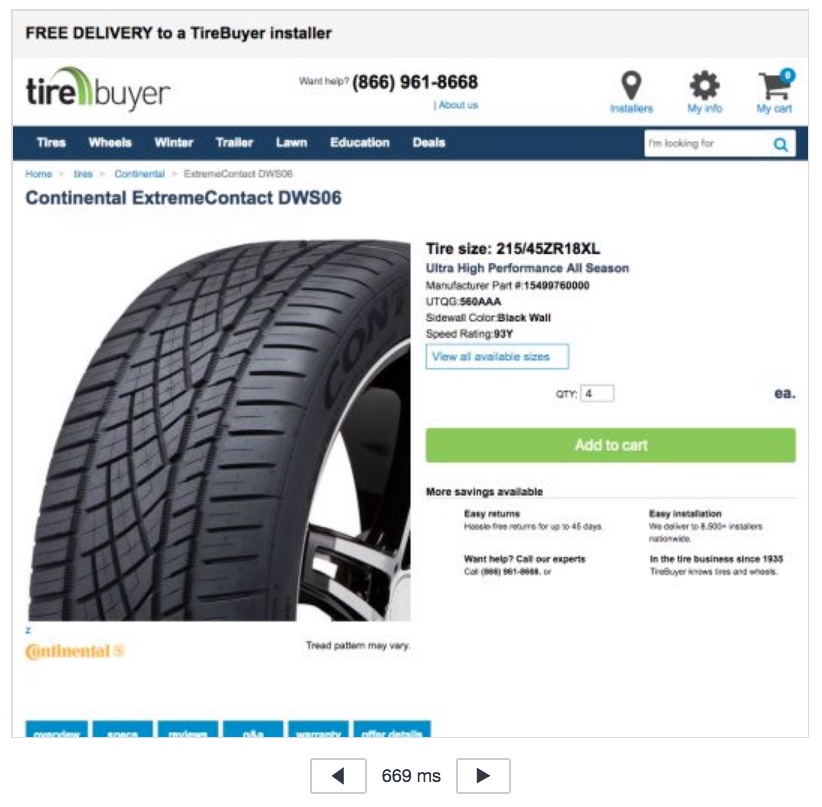 FREE DELIVERY to a TireBuyer installer
tirebuyer
Want help? (866) 961-8668
| About us
Installers
My info
0
My cart
Tires Wheels Winter Trailer Lawn Education Deals
I'm looking for
Home > tires > Continental > ExtremeContact DWS06
Continental ExtremeContact DWS06
CONT
Tire size: 215/45ZR18XL
Ultra High Performance All Season
Manufacturer Part #:15499760000
UTQG:560AAA
Sidewall Color:Black Wall
Speed Rating:93Y
View all available sizes
QTY: 4 ea.
Add to cart
More savings available
Easy returns
Hassle-free returns for up to 45 days.
Easy installation
We deliver to 8,500+ installers
nationwide.
Want help? Call our experts
Call (866) 961-8668. or
In the tire business since 1935
TireBuyer knows tires and wheels.
z
Continental
Tread pattern may vary.
overview specs reviews q&a warranty offer details
669 ms